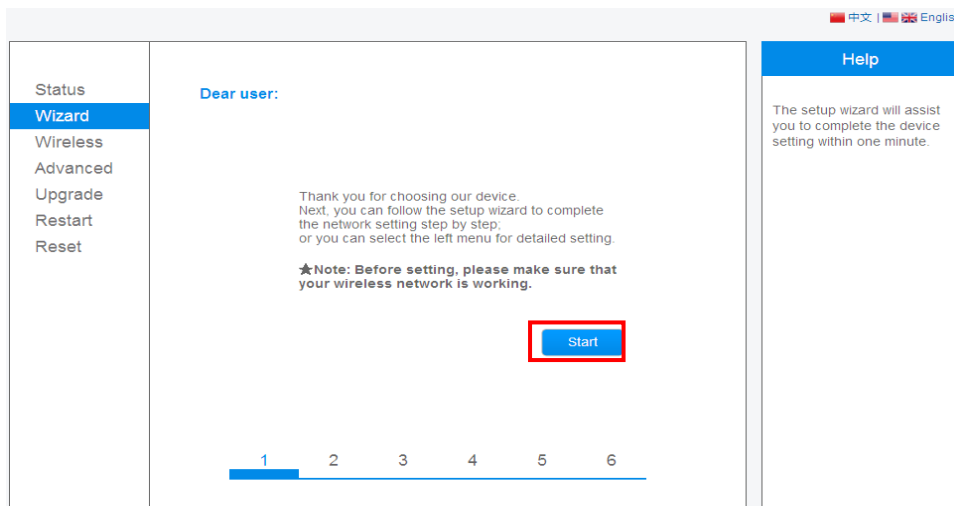 中文 | Englis
Help
Status
Wizard
Wireless
Advanced
Upgrade
Restart
Reset
Dear user:
Thank you for choosing our device.
Next, you can follow the setup wizard to complete
the network setting step by step;
or you can select the left menu for detailed setting.
★Note: Before setting, please make sure that
your wireless network is working.
Start
1 2 3 4 5 6
The setup wizard will assist
you to complete the device
setting within one minute.